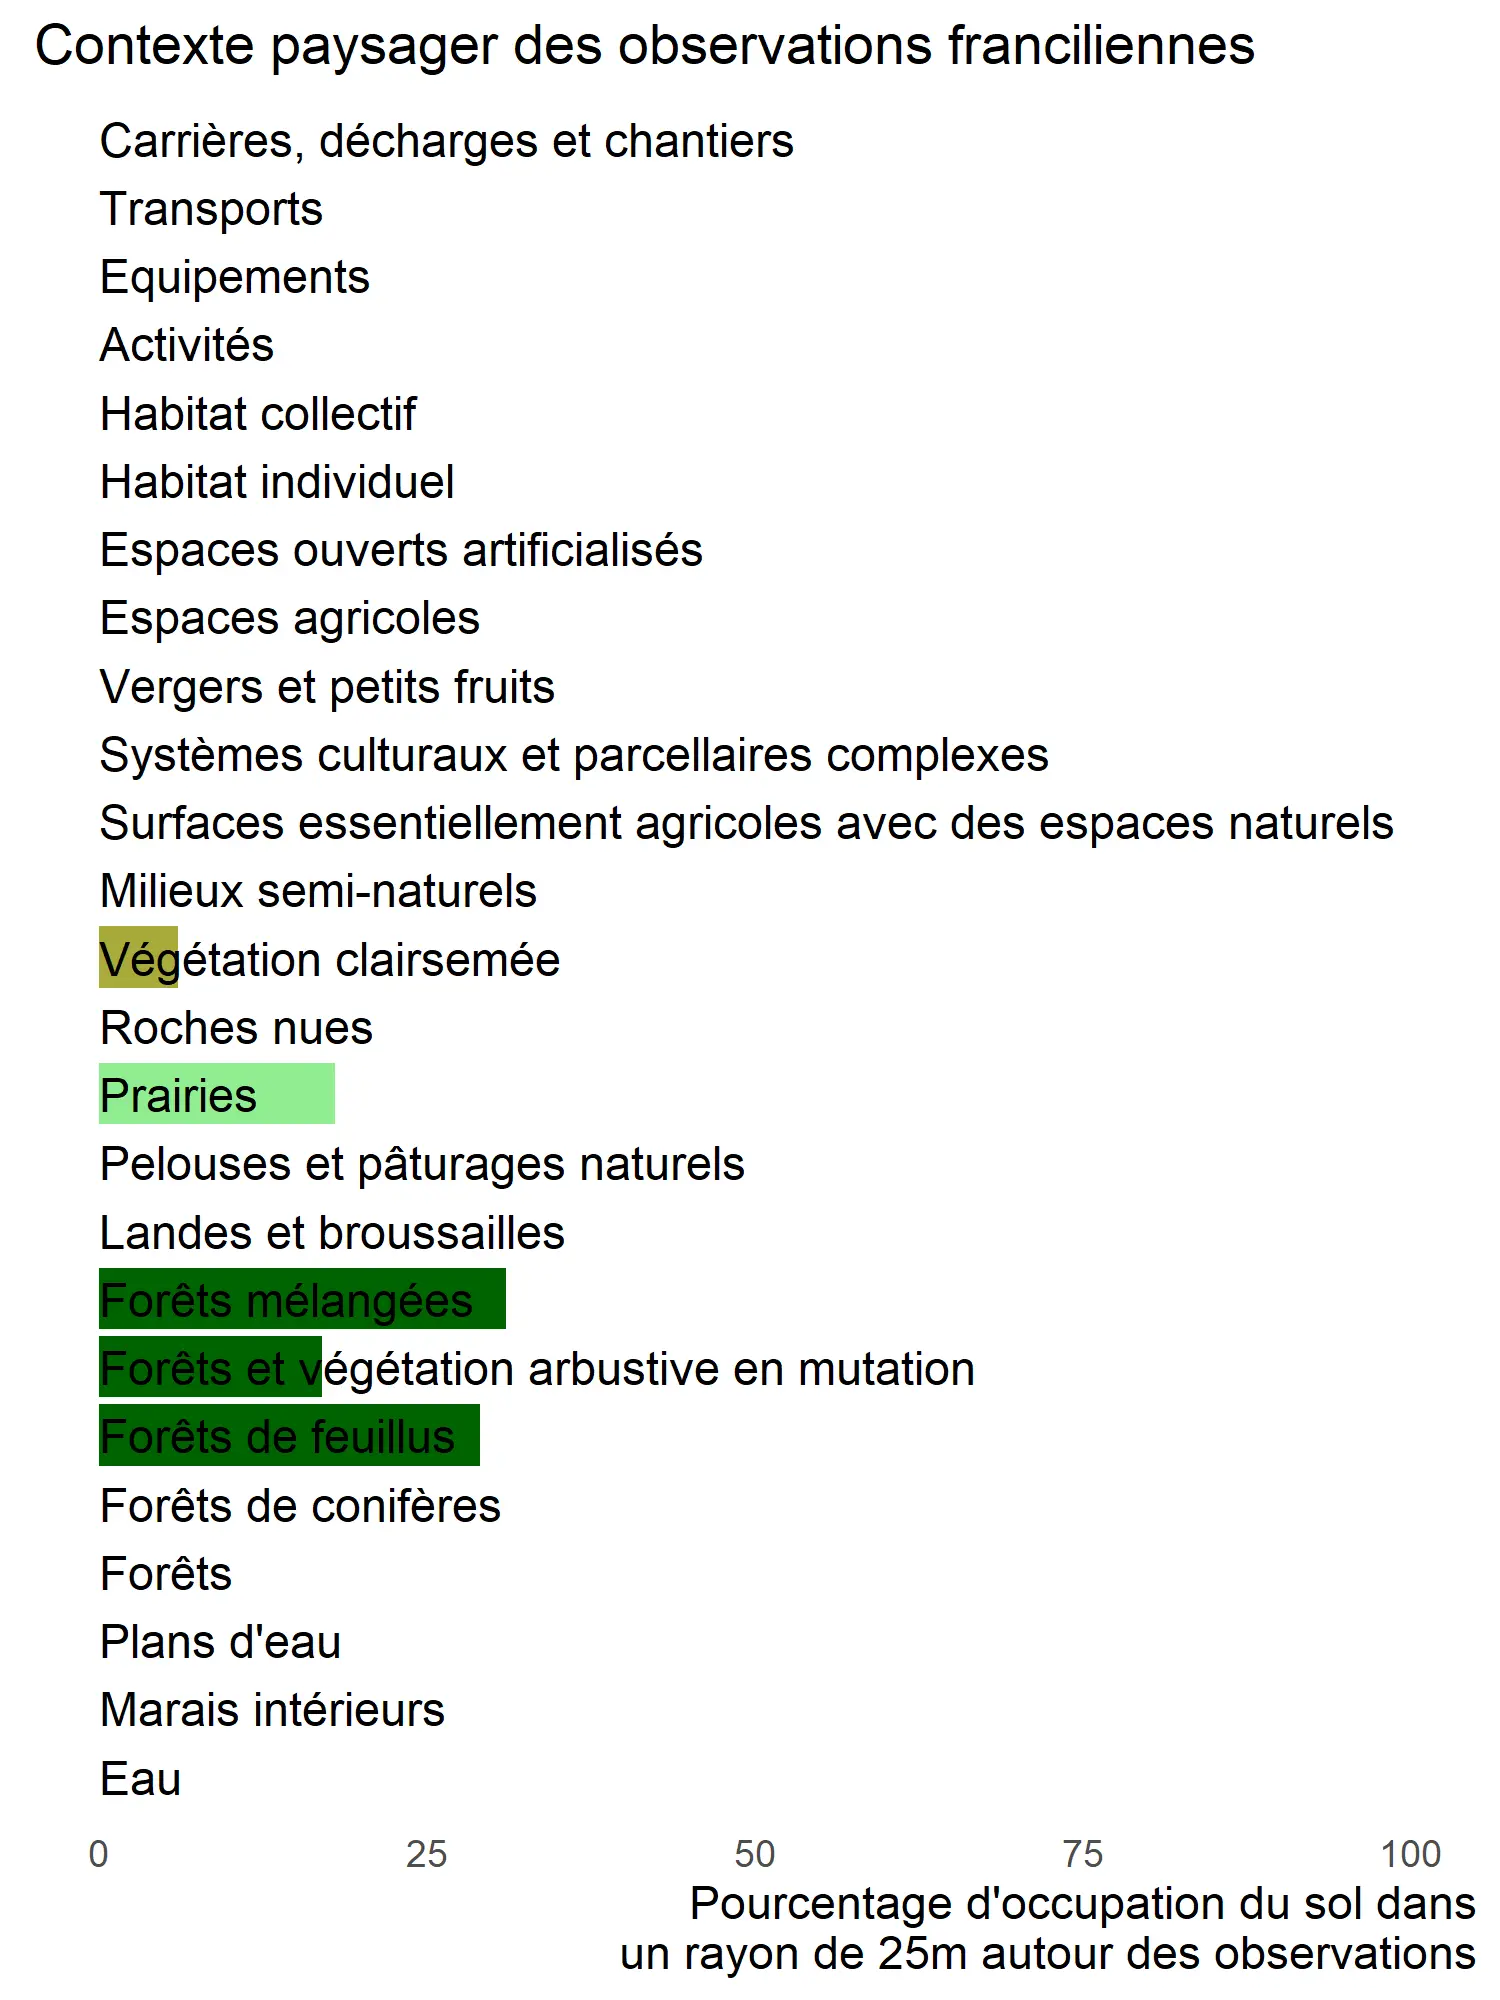 Contexte paysager des observations franciliennes
Carrières, décharges et chantiers
Transports
Equipements
Activités
Habitat collectif
Habitat individuel
Espaces ouverts artificialisés
Espaces agricoles
Vergers et petits fruits
Systèmes culturaux et parcellaires complexes
Surfaces essentiellement agricoles avec des espaces naturels
Milieux semi-naturels
Végétation clairsemée
Roches nues
Prairies
Pelouses et pâturages naturels
Landes et broussailles
Forêts mélangées
Forêts et végétation arbustive en mutation
Forêts de feuillus
Forêts de conifères
Forêts
Plans d'eau
Marais intérieurs
Eau
0 25 50 75 100
Pourcentage d'occupation du sol dans
un rayon de 25m autour des observations